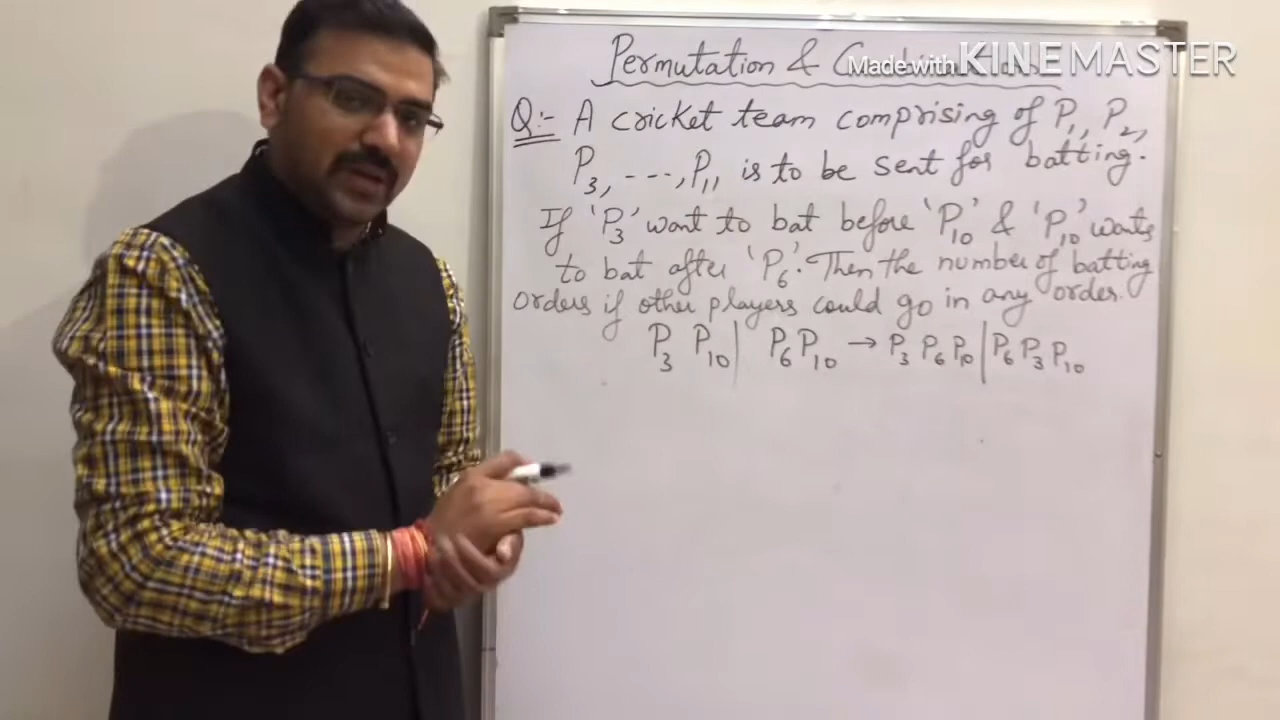 Permutation &
Made with KINEMASTER
Q:- A cricket team comprising of P₁, P₂,
P₃, ---, P₁₁ is to be sent for batting.
If 'P₃' want to bat before 'P₁₀' & 'P₁₀' wants
to bat after 'P₆'. Then the number of batting
orders if other players could go in any order.
P₃ P₁₀ | P₆ P₁₀ → P₃ P₆ P₁₀ | P₆ P₃ P₁₀